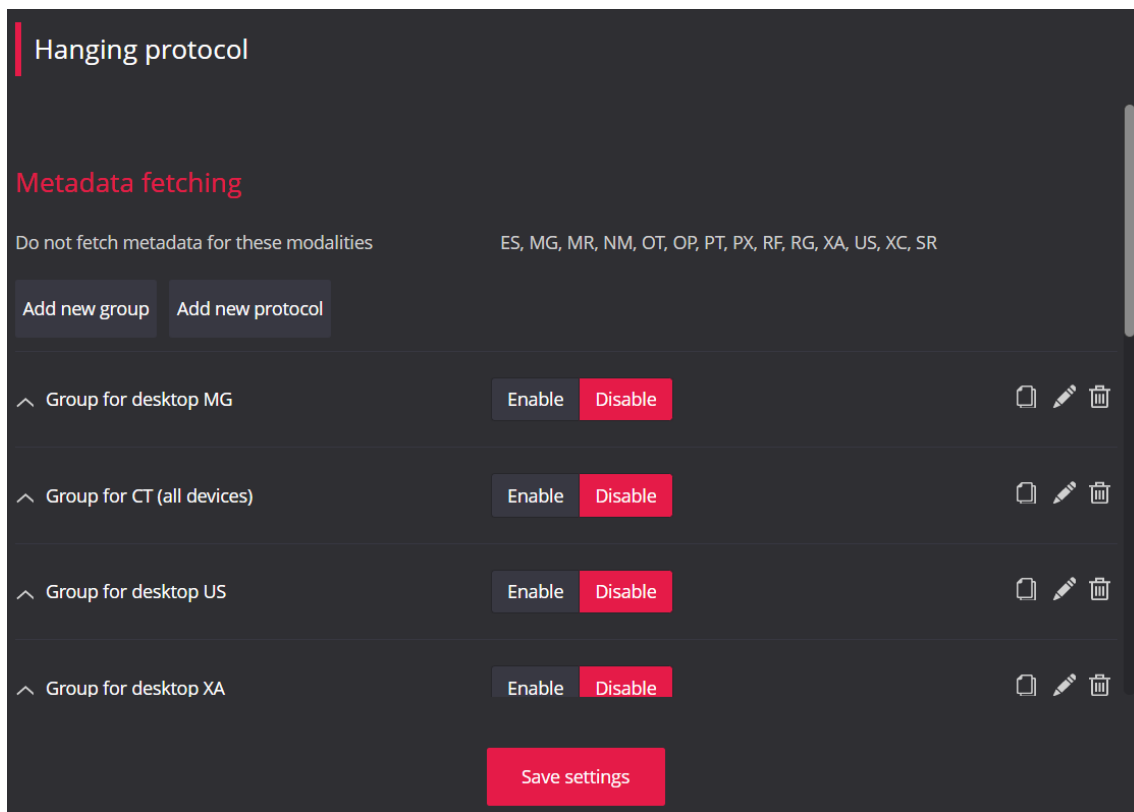 Hanging protocol
Metadata fetching
Do not fetch metadata for these modalities ES, MG, MR, NM, OT, OP, PT, PX, RF, RG, XA, US, XC, SR
Add new group Add new protocol
Group for desktop MG Enable Disable
Group for CT (all devices) Enable Disable
Group for desktop US Enable Disable
Group for desktop XA Enable Disable
Save settings